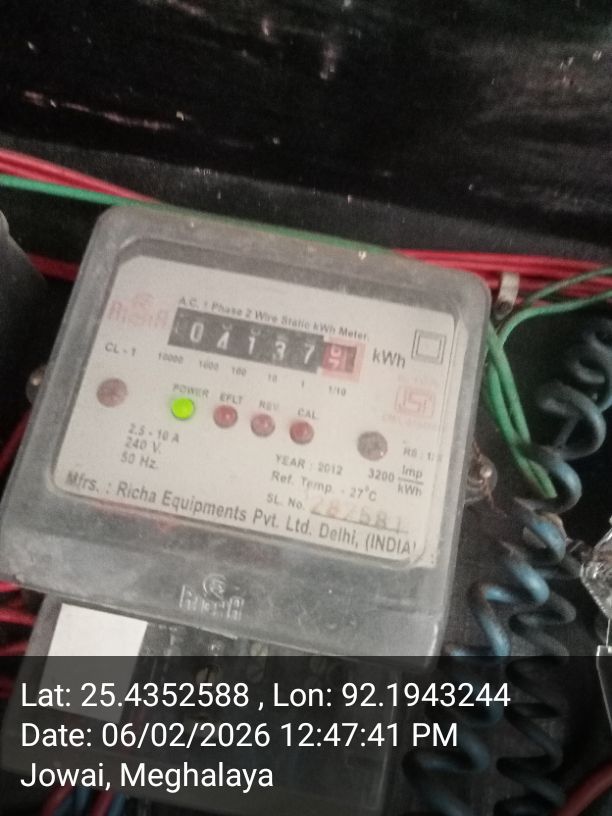 RICHA
A.C. 1 Phase 2 Wire Static kWh Meter.
04137
kWh
CL - 1
10000 1000 100 10 1 1/10
POWER EFLT REV. CAL.
2.5 - 10 A
240 V.
50 Hz.
YEAR : 2012
3200 Imp/kWh
Ref. Temp. - 27°C
SL. No.
Mfrs. : Richa Equipments Pvt. Ltd. Delhi, (INDIA)
RICHA
Lat: 25.4352588 , Lon: 92.1943244
Date: 06/02/2026 12:47:41 PM
Jowai, Meghalaya